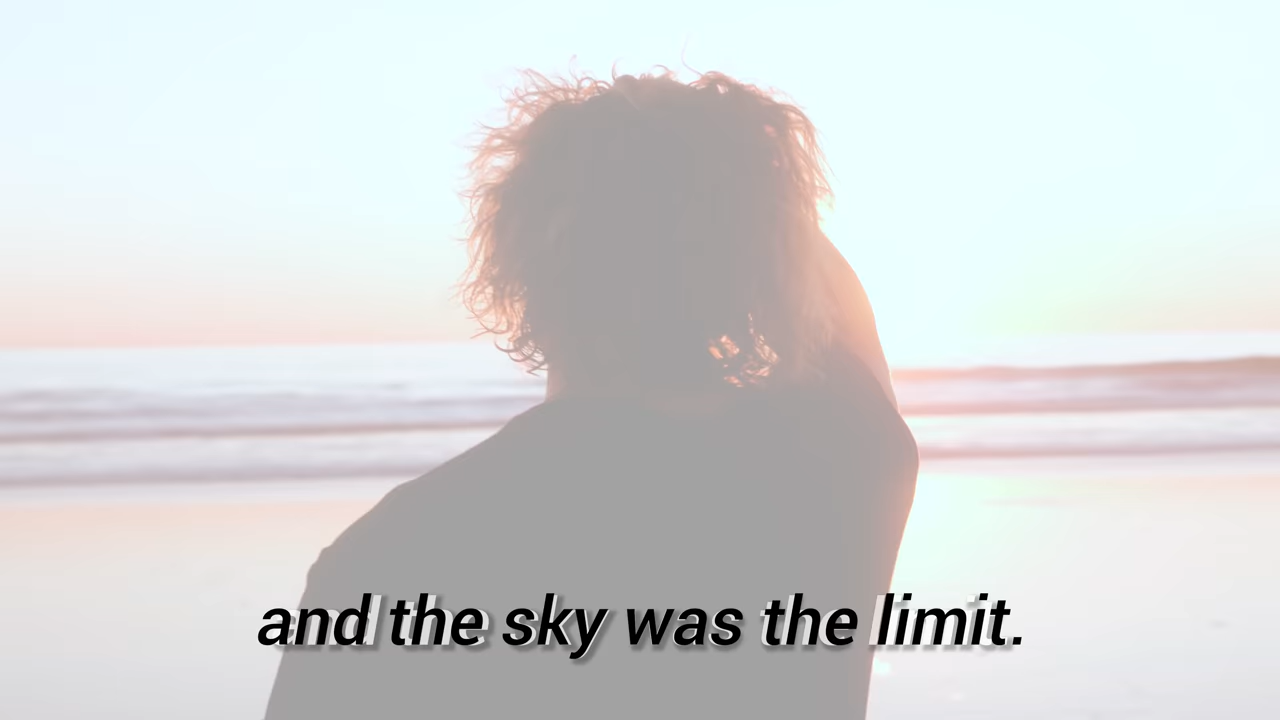 and the sky was the limit.